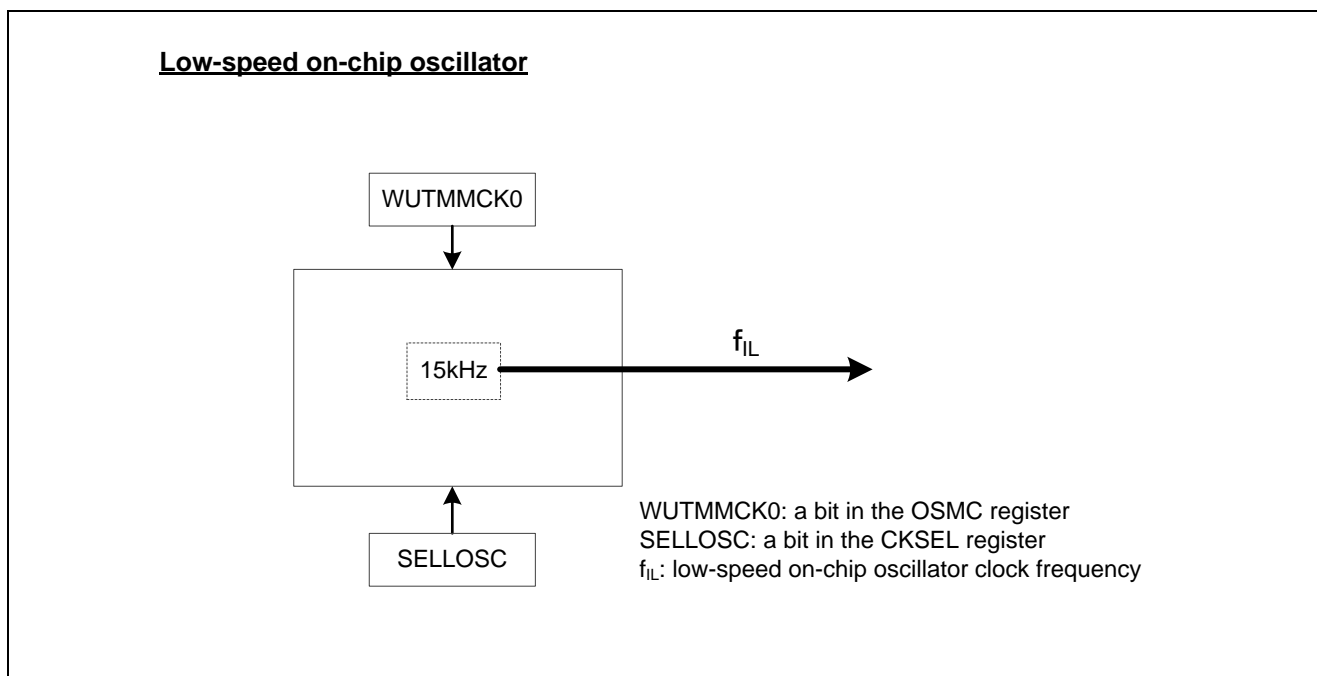 Low-speed on-chip oscillator
WUTMMCK0
15kHz
fIL
SELLOSC
WUTMMCK0: a bit in the OSMC register
SELLOSC: a bit in the CKSEL register
fIL: low-speed on-chip oscillator clock frequency